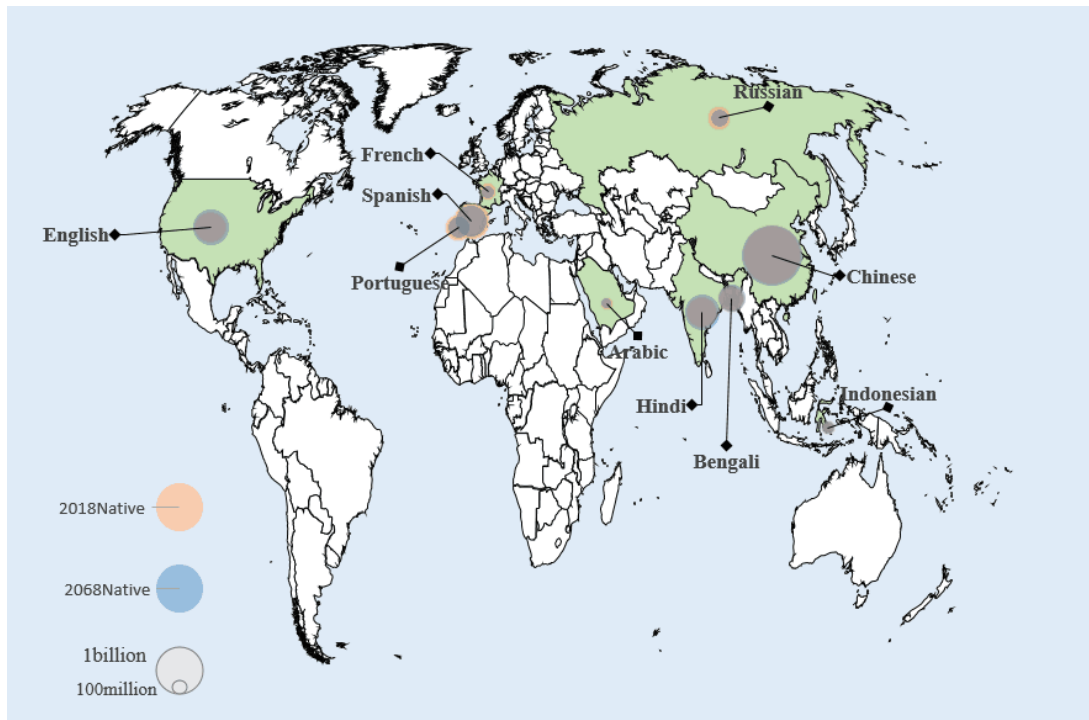 Russian
French
Spanish
English
Portuguese
Chinese
Arabic
Indonesian
Hindi
Bengali
2018Native
2068Native
1billion
100million